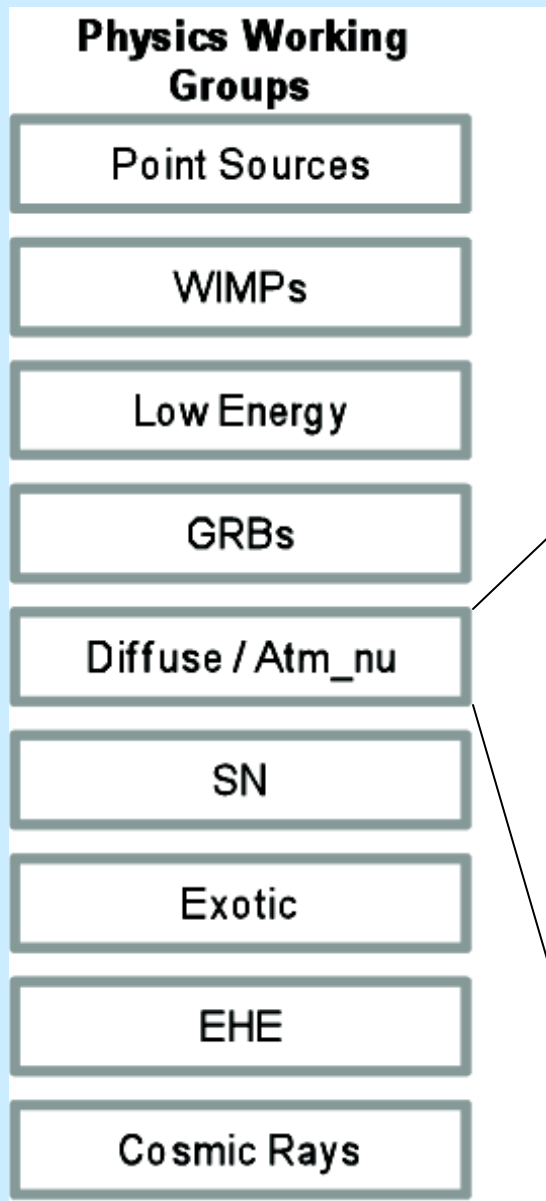 Physics Working
Groups
Point Sources
WIMPs
Low Energy
GRBs
Diffuse / Atm_nu
SN
Exotic
EHE
Cosmic Rays